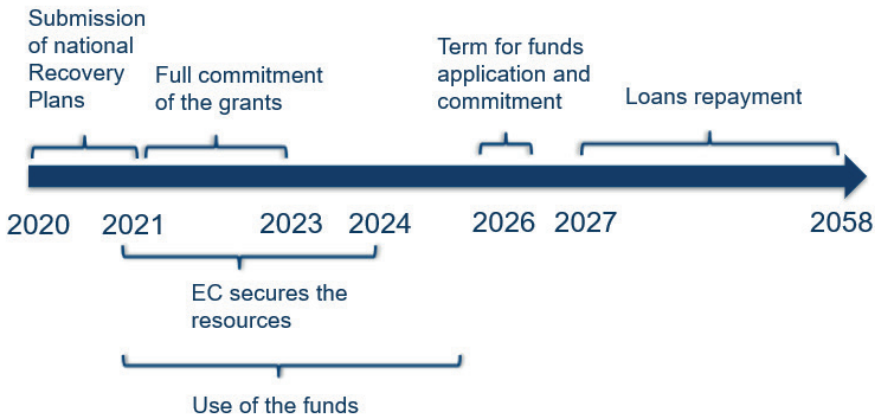 Submission
of national
Recovery
Plans
Full commitment
of the grants
Term for funds
application and
commitment
Loans repayment
2020 2021 2023 2024 2026 2027 2058
EC secures the
resources
Use of the funds